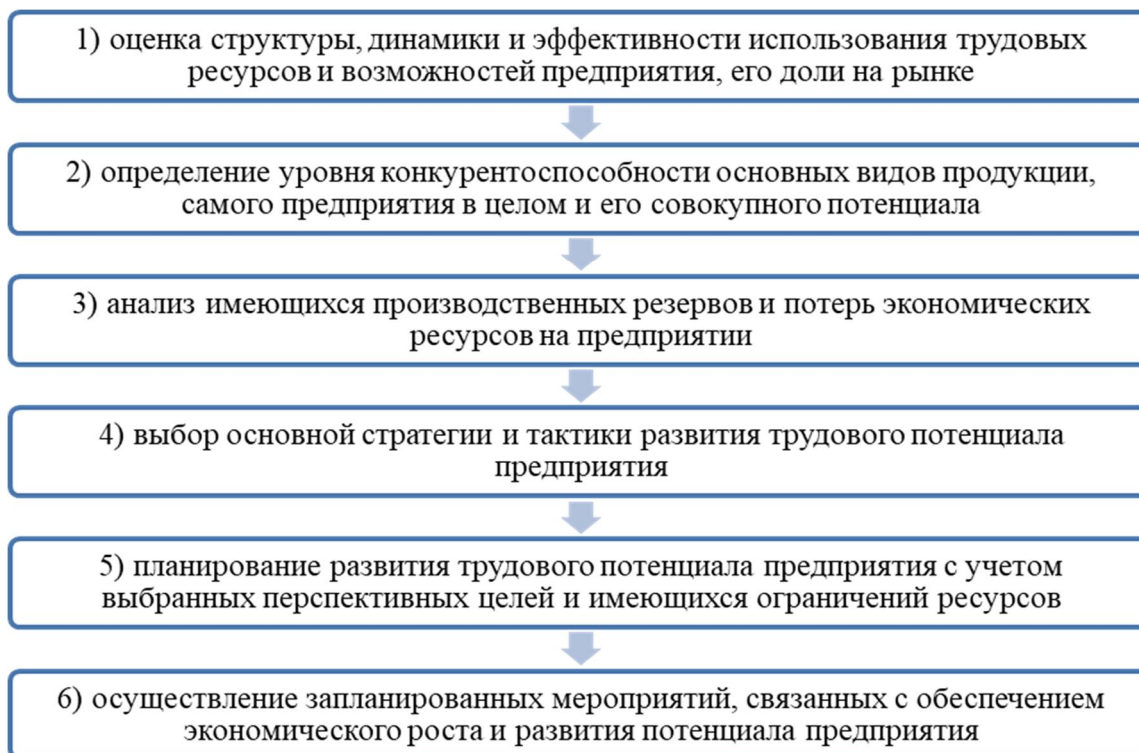 1) оценка структуры, динамики и эффективности использования трудовых
ресурсов и возможностей предприятия, его доли на рынке
2) определение уровня конкурентоспособности основных видов продукции,
самого предприятия в целом и его совокупного потенциала
3) анализ имеющихся производственных резервов и потерь экономических
ресурсов на предприятии
4) выбор основной стратегии и тактики развития трудового потенциала
предприятия
5) планирование развития трудового потенциала предприятия с учетом
выбранных перспективных целей и имеющихся ограничений ресурсов
6) осуществление запланированных мероприятий, связанных с обеспечением
экономического роста и развития потенциала предприятия